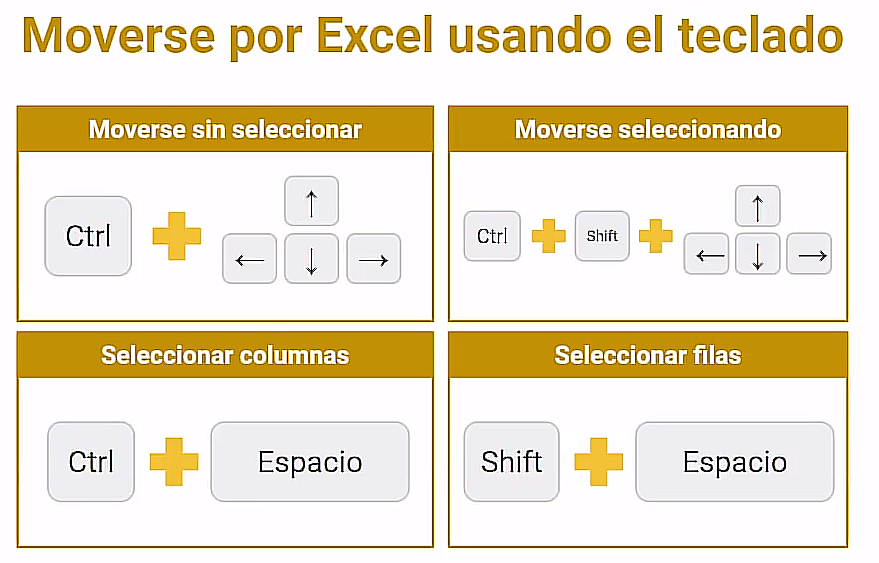 Moverse por Excel usando el teclado
Moverse sin seleccionar
Ctrl
↑
← ↓ →
Moverse seleccionando
Ctrl Shift
↑
← ↓ →
Seleccionar columnas
Ctrl Espacio
Seleccionar filas
Shift Espacio